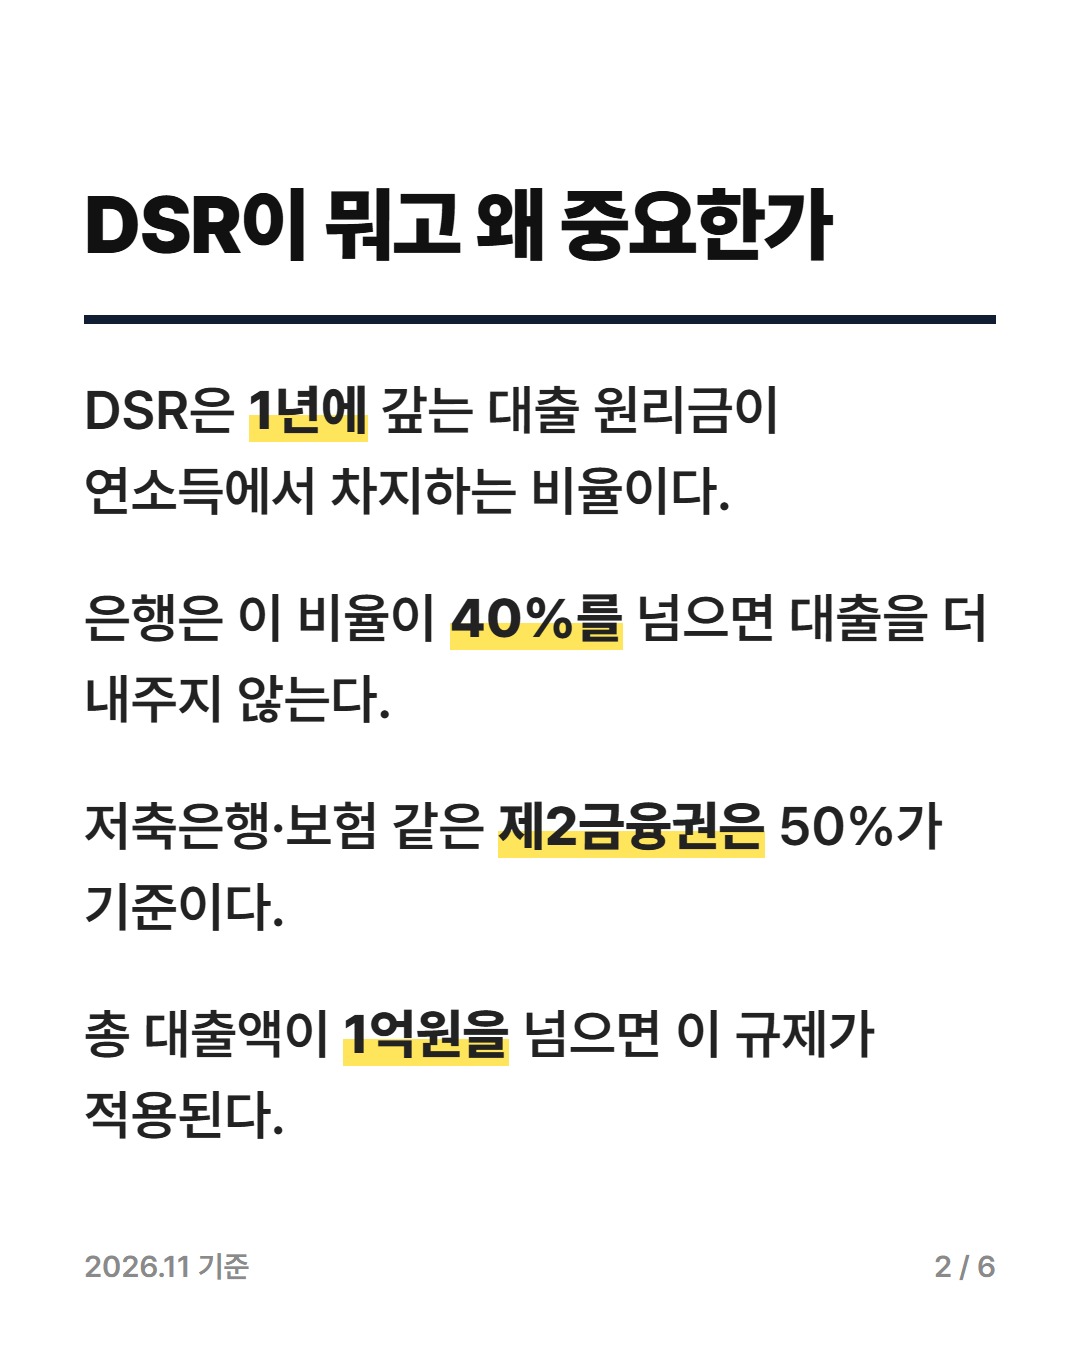 DSR이 뭐고 왜 중요한가
DSR은 1년에 갚는 대출 원리금이
연소득에서 차지하는 비율이다.
은행은 이 비율이 40%를 넘으면 대출을 더
내주지 않는다.
저축은행·보험 같은 제2금융권은 50%가
기준이다.
총 대출액이 1억원을 넘으면 이 규제가
적용된다.
2026.11 기준
2 / 6